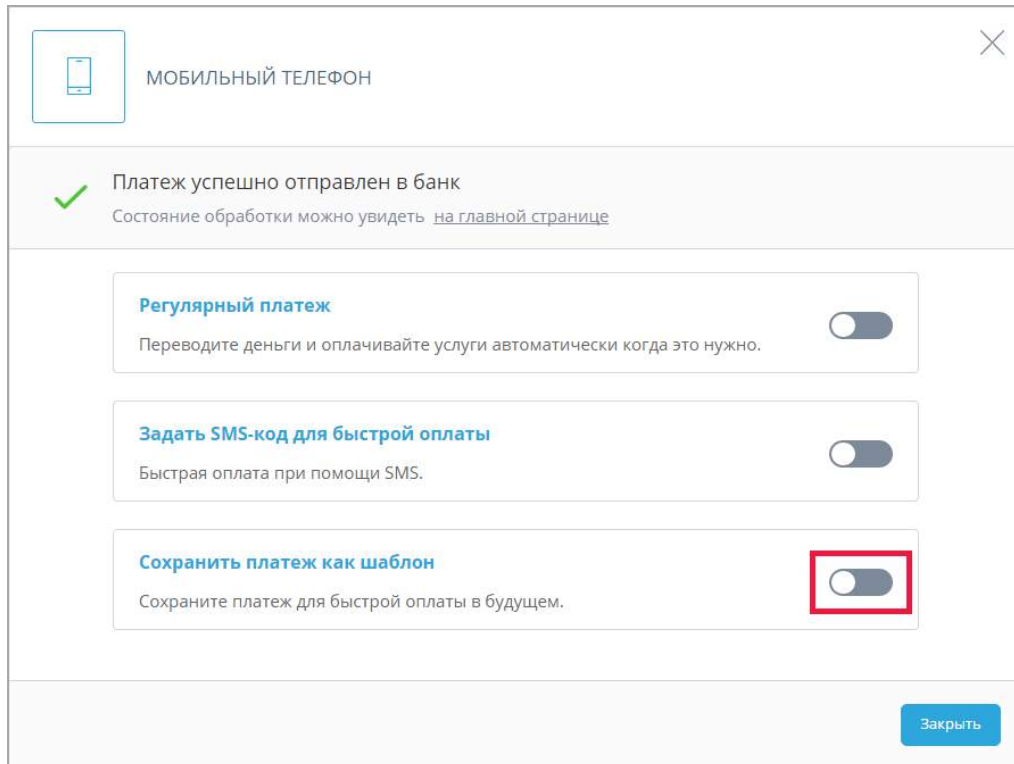 МОБИЛЬНЫЙ ТЕЛЕФОН
Платеж успешно отправлен в банк
Состояние обработки можно увидеть на главной странице
Регулярный платеж
Переводите деньги и оплачивайте услуги автоматически когда это нужно.
Задать SMS-код для быстрой оплаты
Быстрая оплата при помощи SMS.
Сохранить платеж как шаблон
Сохраните платеж для быстрой оплаты в будущем.
Закрыть